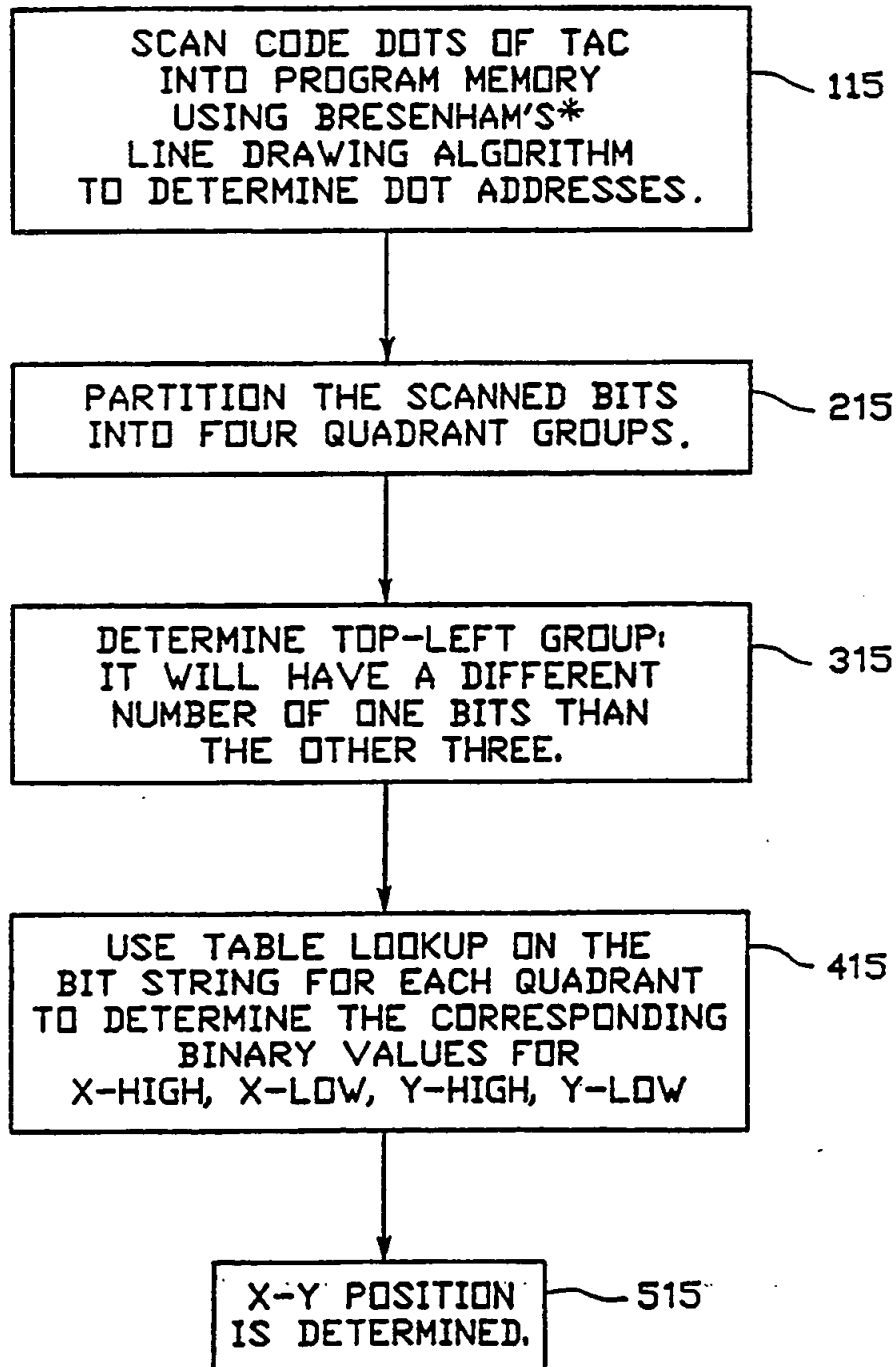 SCAN CODE DOTS OF TAC
INTO PROGRAM MEMORY
USING BRESENHAM'S*
LINE DRAWING ALGORITHM
TO DETERMINE DOT ADDRESSES.
115
PARTITION THE SCANNED BITS
INTO FOUR QUADRANT GROUPS.
215
DETERMINE TOP-LEFT GROUP:
IT WILL HAVE A DIFFERENT
NUMBER OF ONE BITS THAN
THE OTHER THREE.
315
USE TABLE LOOKUP ON THE
BIT STRING FOR EACH QUADRANT
TO DETERMINE THE CORRESPONDING
BINARY VALUES FOR
X-HIGH, X-LOW, Y-HIGH, Y-LOW
415
X-Y POSITION
IS DETERMINED.
515